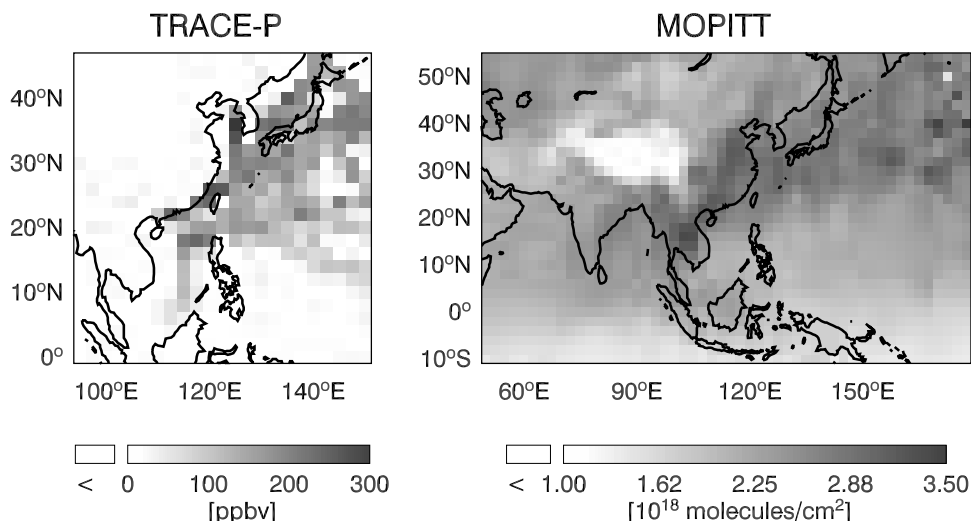 TRACE-P
MOPITT
40°N
30°N
20°N
10°N
0°
100°E 120°E 140°E
50°N
40°N
30°N
20°N
10°N
0°
10°S
60°E 90°E 120°E 150°E
< 0 100 200 300
[ppbv]
< 1.00 1.62 2.25 2.88 3.50
[10¹⁸ molecules/cm²]